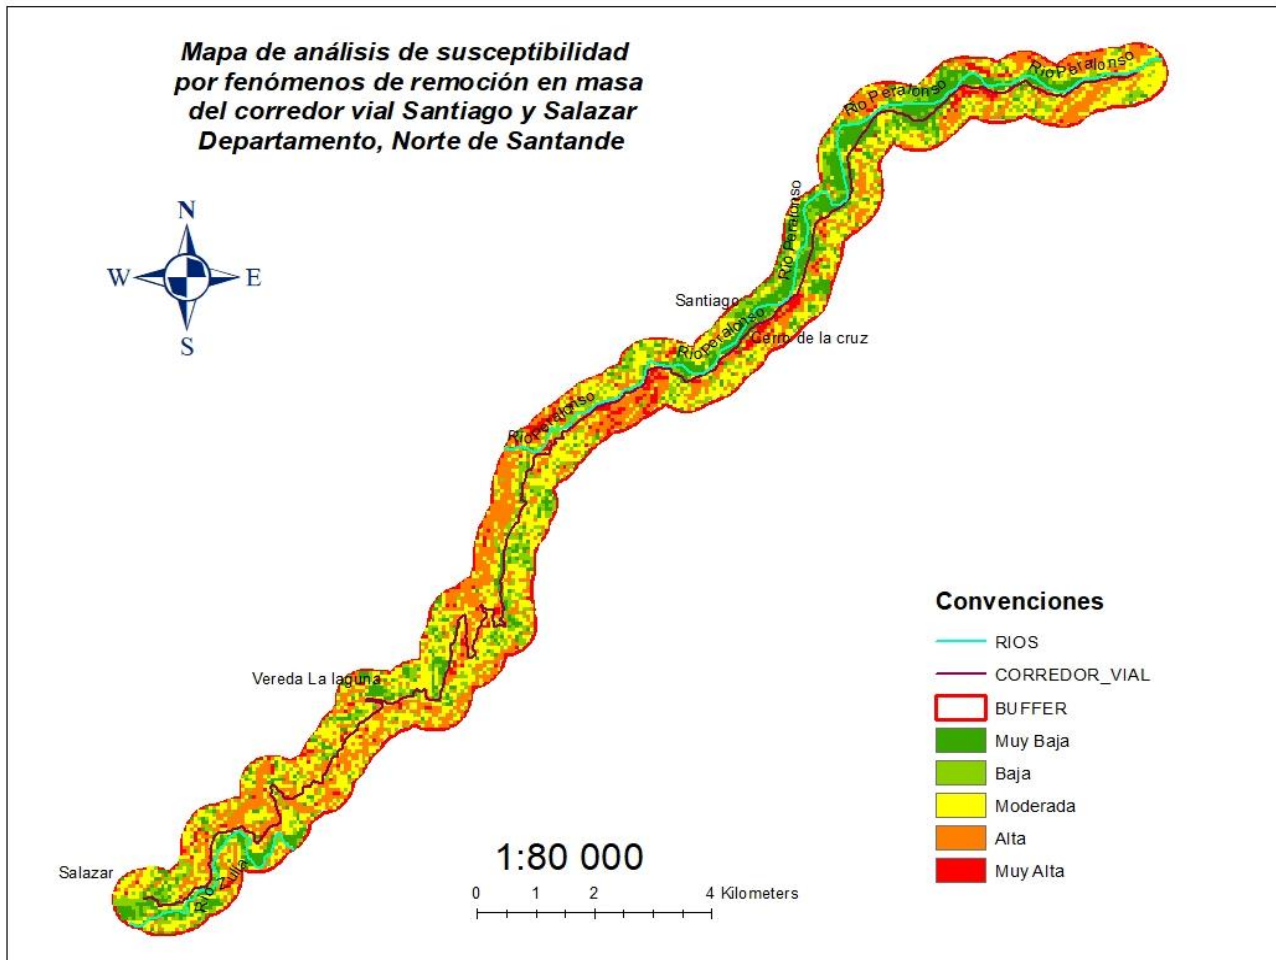 Mapa de análisis de susceptibilidad
por fenómenos de remoción en masa
del corredor vial Santiago y Salazar
Departamento, Norte de Santande
N
W
E
S
Rio Peralonso
Rio Peralonso
Rio Peralonso
Santiago
Rio Peralonso
Cerro de la cruz
Rio Peralonso
Vereda La laguna
Salazar
Rio Zulia
Convenciones
RIOS
CORREDOR_VIAL
BUFFER
Muy Baja
Baja
Moderada
Alta
Muy Alta
1:80 000
0 1 2 4 Kilometers